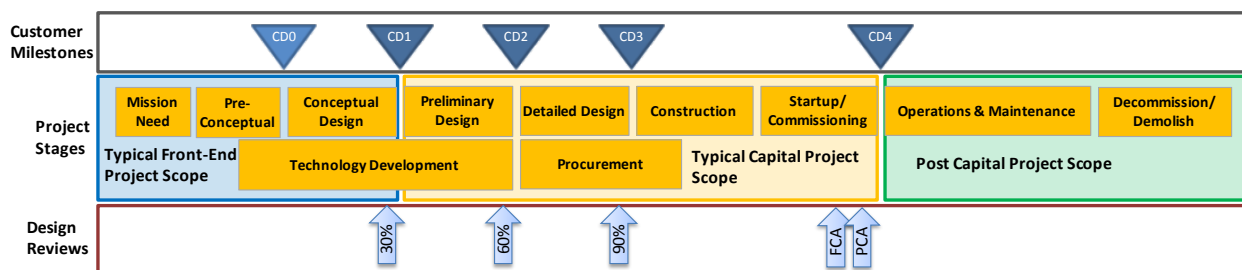 Customer
Milestones
CD0
CD1
CD2
CD3
CD4
Project
Stages
Mission
Need
Pre-
Conceptual
Conceptual
Design
Preliminary
Design
Detailed Design
Construction
Startup/
Commissioning
Operations & Maintenance
Decommission/
Demolish
Typical Front-End
Project Scope
Technology Development
Procurement
Typical Capital Project
Scope
Post Capital Project Scope
Design
Reviews
30%
60%
90%
FCA
PCA